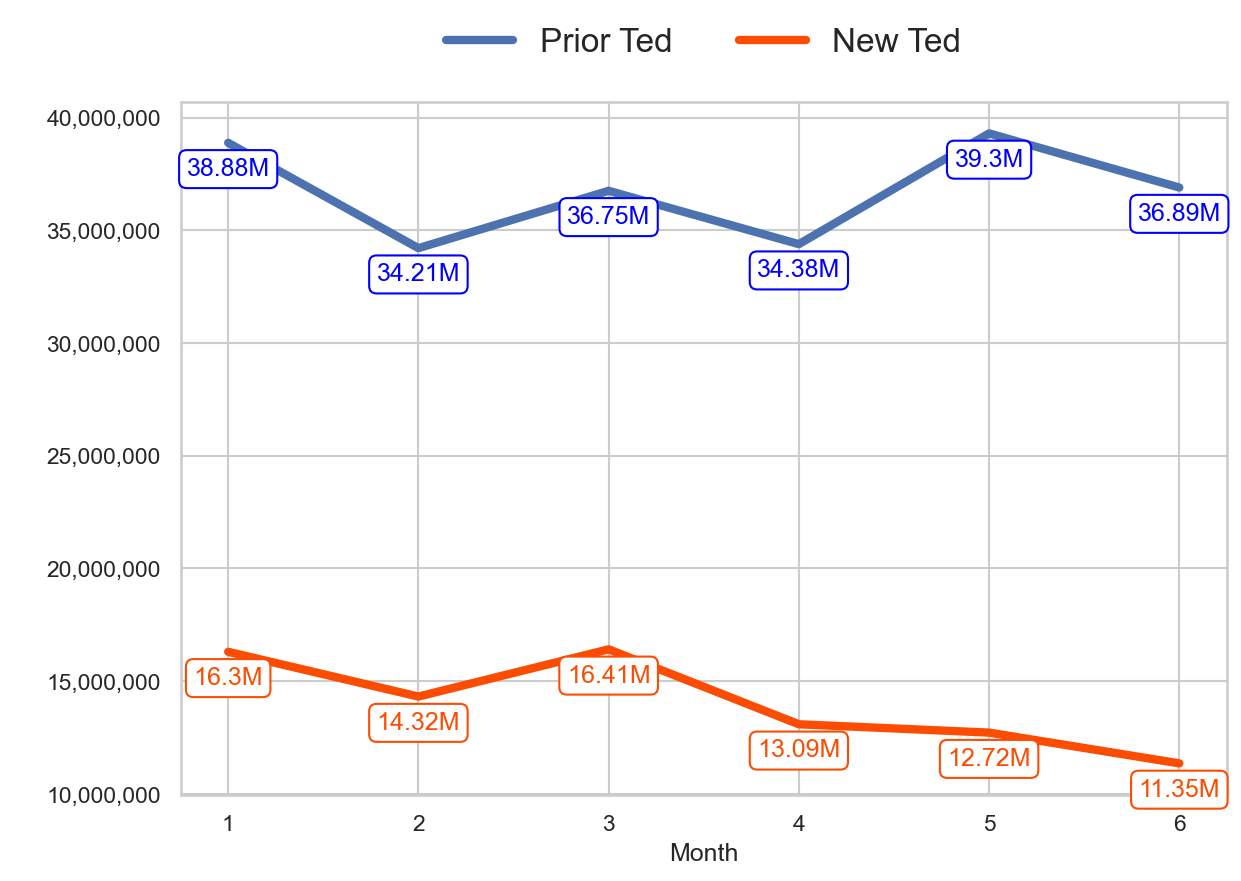 Prior Ted New Ted
40,000,000
38.88M 39.3M
36.75M 36.89M
35,000,000
34.21M 34.38M
30,000,000
25,000,000
20,000,000
16.3M 16.41M
15,000,000
14.32M 13.09M 12.72M
11.35M
10,000,000
1 2 3 4 5 6
Month